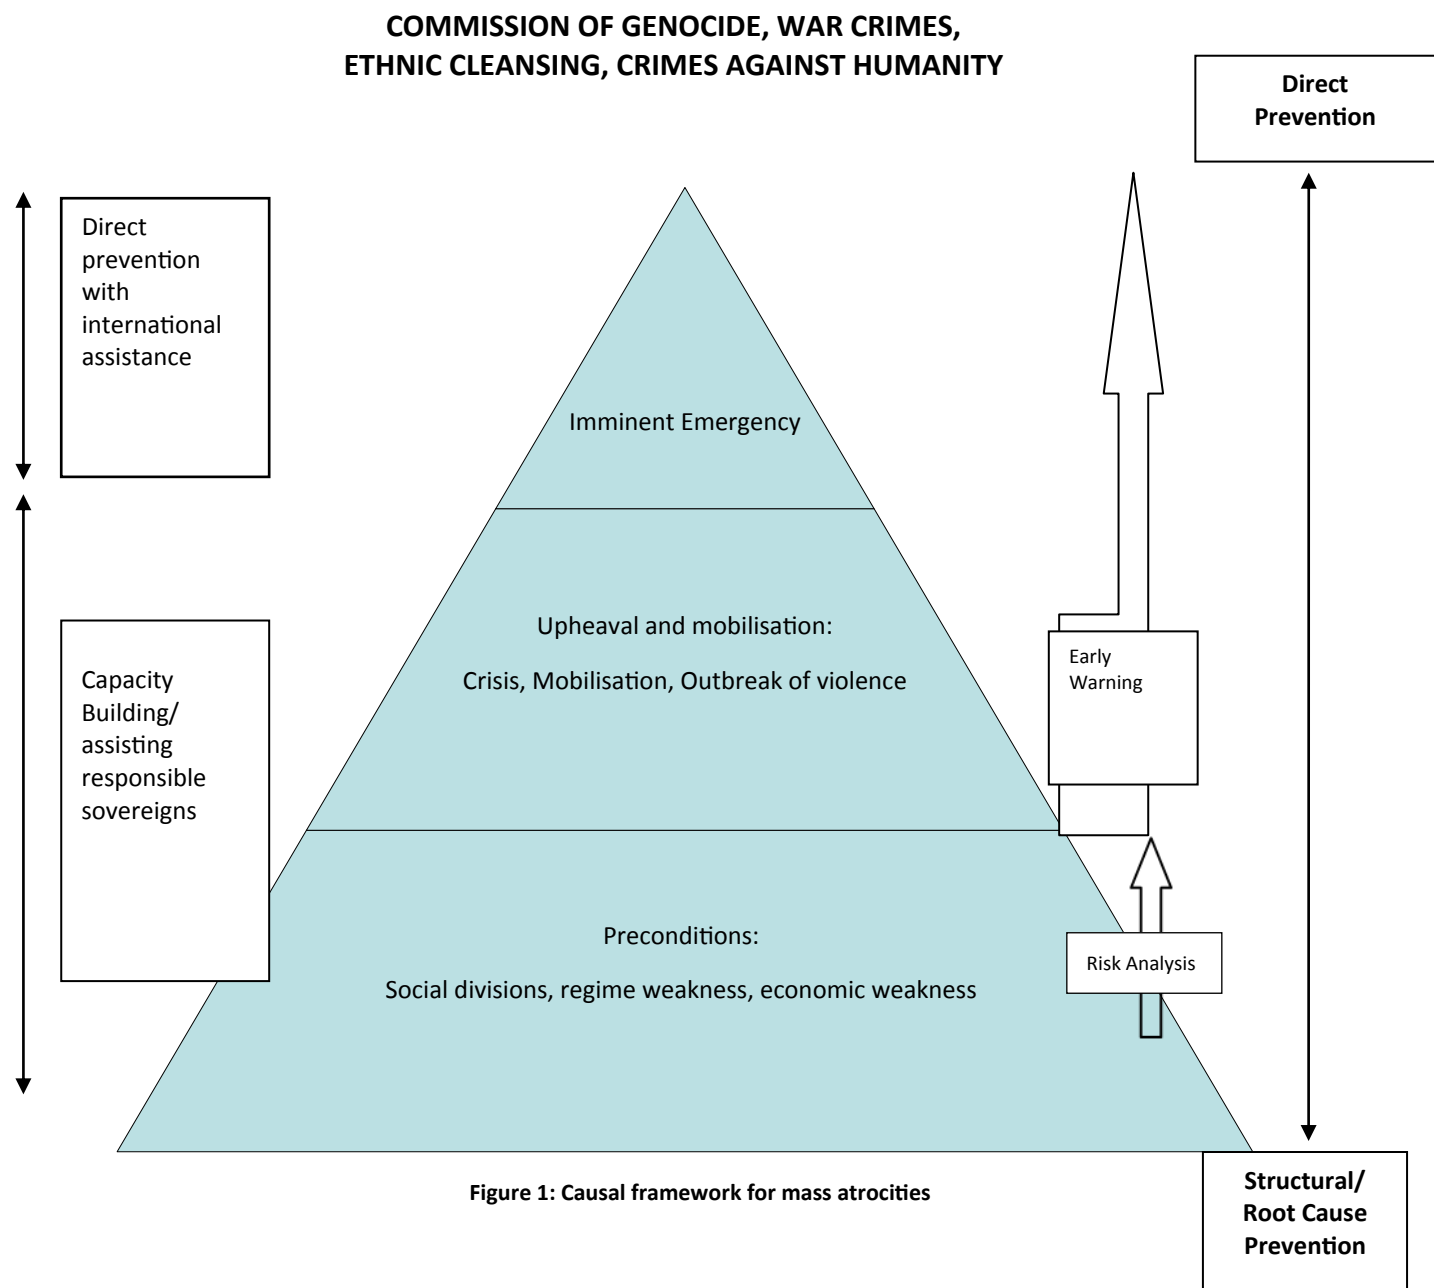 COMMISSION OF GENOCIDE, WAR CRIMES,
ETHNIC CLEANSING, CRIMES AGAINST HUMANITY
Direct
Prevention
Direct
prevention
with
international
assistance
Imminent Emergency
Upheaval and mobilisation:
Crisis, Mobilisation, Outbreak of violence
Early
Warning
Capacity
Building/
assisting
responsible
sovereigns
Preconditions:
Social divisions, regime weakness, economic weakness
Risk Analysis
Figure 1: Causal framework for mass atrocities
Structural/
Root Cause
Prevention